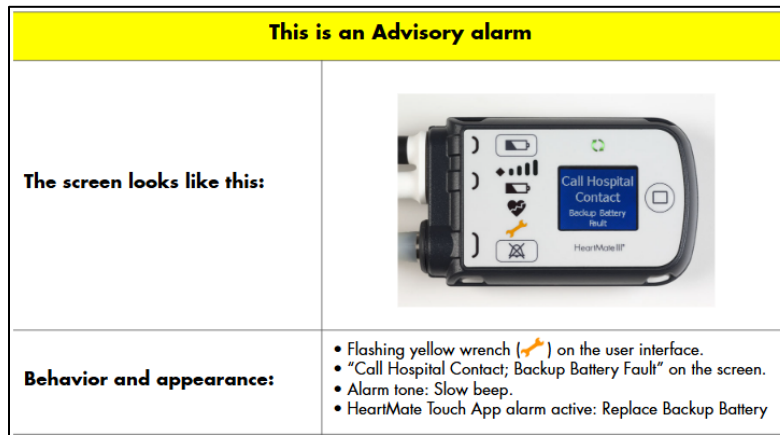 This is an Advisory alarm
The screen looks like this:
Call Hospital
Contact
Backup Battery
Fault
HeartMate III®
Behavior and appearance:
• Flashing yellow wrench ( ) on the user interface.
• “Call Hospital Contact; Backup Battery Fault” on the screen.
• Alarm tone: Slow beep.
• HeartMate Touch App alarm active: Replace Backup Battery